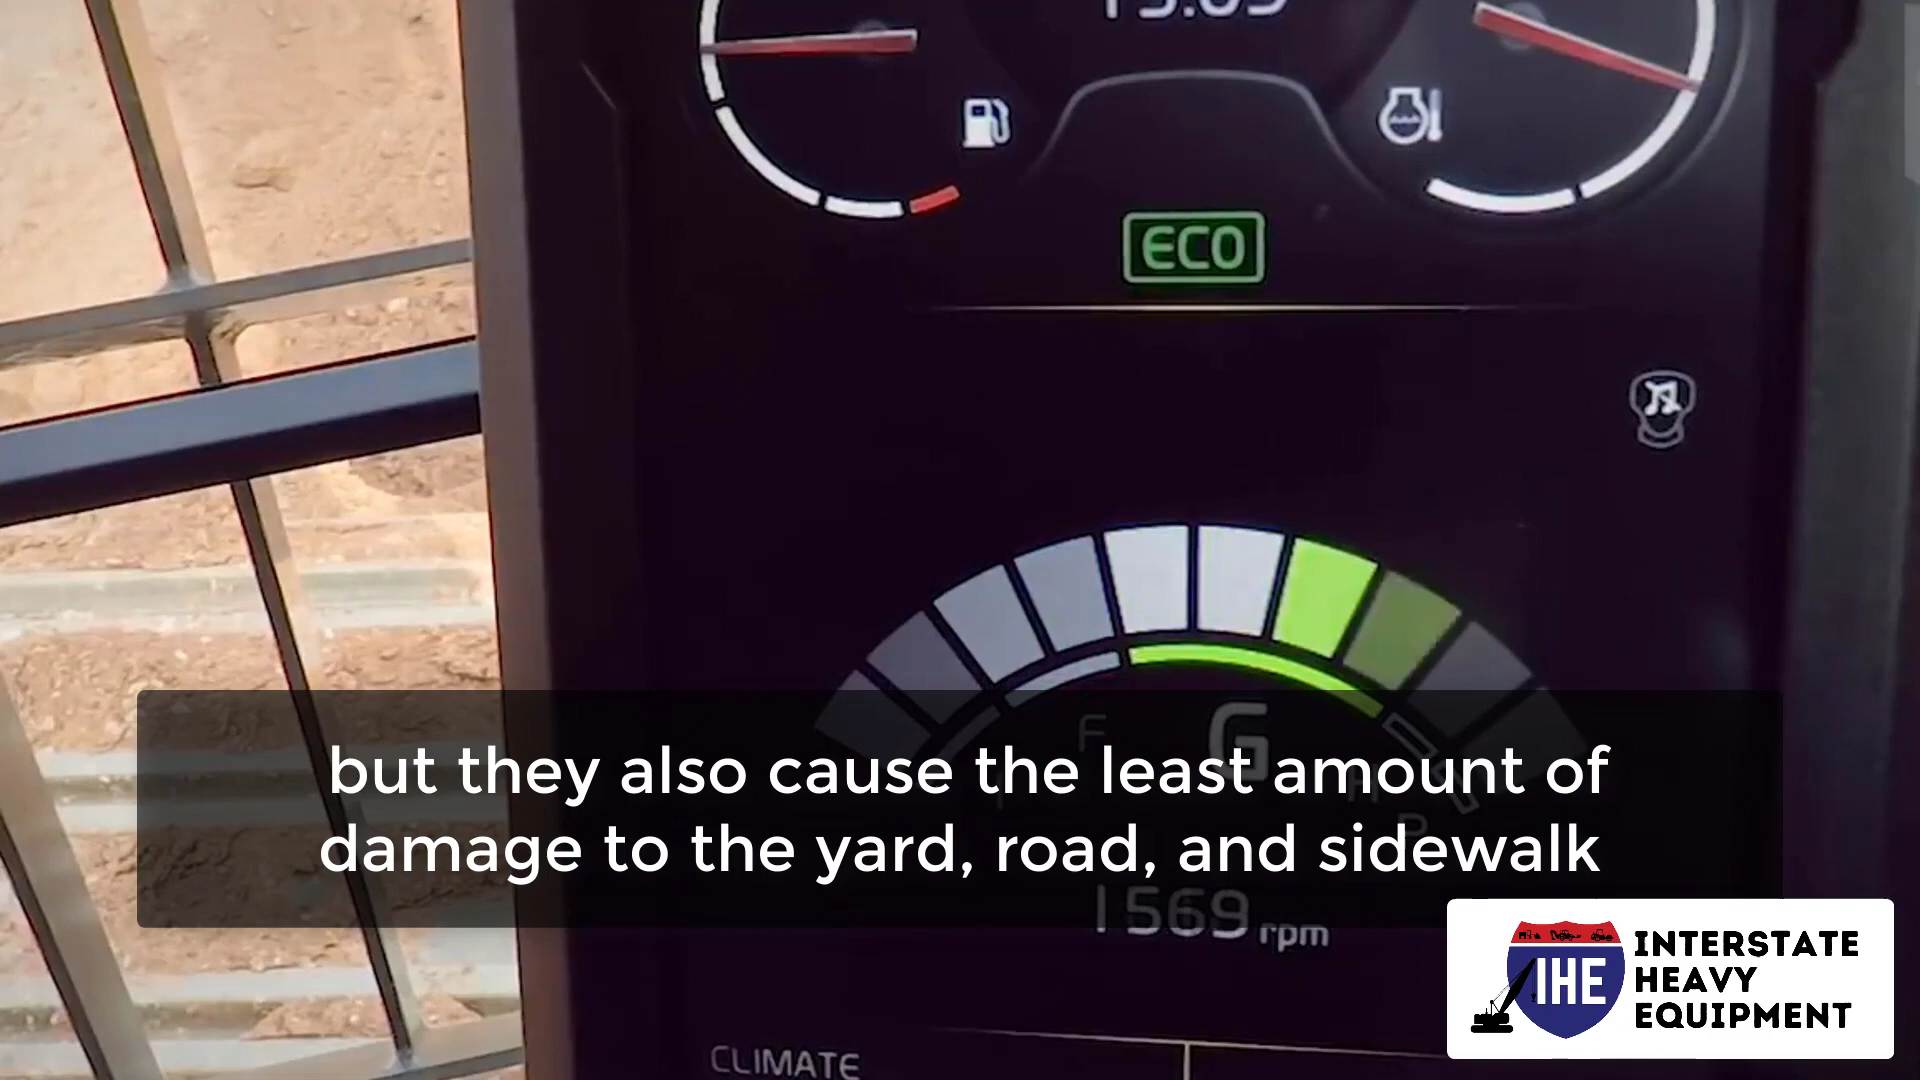 ECO
F
G
H
P
but they also cause the least amount of
damage to the yard, road, and sidewalk
1569 rpm
IHE
INTERSTATE
HEAVY
EQUIPMENT
CLIMATE